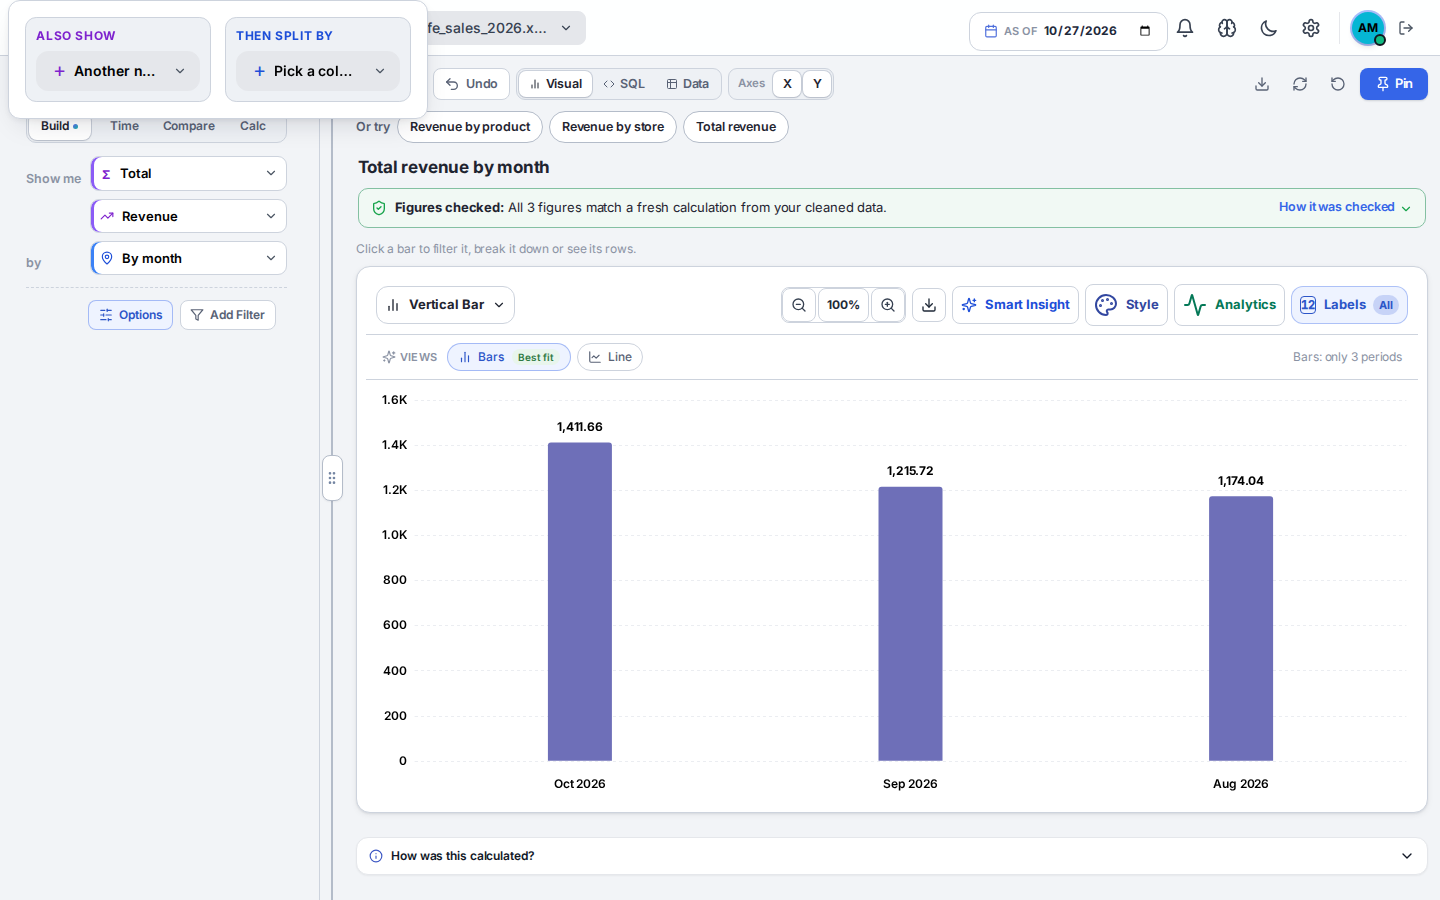 ALSO SHOW
THEN SPLIT BY
Another n...
Pick a col...
fe_sales_2026.x...
AS OF 10/27/2026
AM
Undo
Visual
SQL
Data
Axes
X
Y
Pin
Build
Time
Compare
Calc
Or try
Revenue by product
Revenue by store
Total revenue
Show me
Total
Revenue
by
By month
Options
Add Filter
Total revenue by month
Figures checked: All 3 figures match a fresh calculation from your cleaned data.
How it was checked
Click a bar to filter it, break it down or see its rows.
Vertical Bar
100%
Smart Insight
Style
Analytics
12
Labels
All
VIEWS
Bars
Best fit
Line
Bars: only 3 periods
1.6K
1.4K
1.2K
1.0K
800
600
400
200
0
1,411.66
1,215.72
1,174.04
Oct 2026
Sep 2026
Aug 2026
How was this calculated?